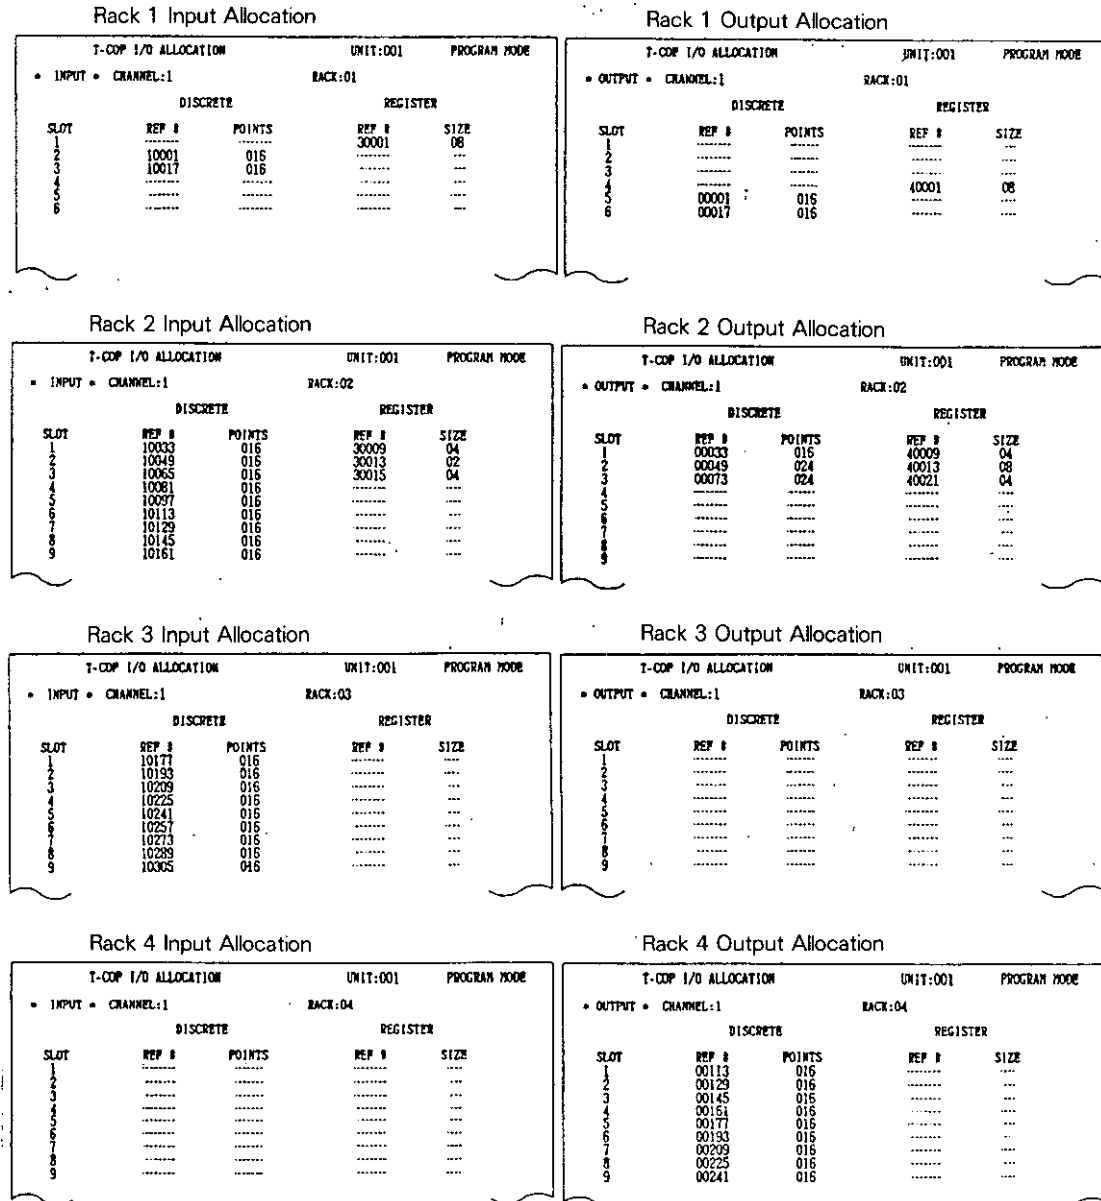 Rack 1 Input Allocation
T-COP I/O ALLOCATION UNIT:001 PROGRAM MODE
* INPUT * CHANNEL:1 RACK:01
DISCRETE REGISTER
SLOT REF # POINTS REF # SIZE
1 ------ ------ 30001 08
2 10001 016 ------ ---
3 10017 016 ------ ---
4 ------ ------ ------ ---
5 ------ ------ ------ ---
6 ------ ------ ------ ---
Rack 1 Output Allocation
T-COP I/O ALLOCATION UNIT:001 PROGRAM MODE
* OUTPUT * CHANNEL:1 RACK:01
DISCRETE REGISTER
SLOT REF # POINTS REF # SIZE
1 ------ ------ ------ ---
2 ------ ------ ------ ---
3 ------ ------ ------ ---
4 ------ ------ 40001 08
5 00001 016 ------ ---
6 00017 016 ------ ---
Rack 2 Input Allocation
T-COP I/O ALLOCATION UNIT:001 PROGRAM MODE
* INPUT * CHANNEL:1 RACK:02
DISCRETE REGISTER
SLOT REF # POINTS REF # SIZE
1 10033 016 30009 04
2 10049 016 30013 02
3 10065 016 30015 04
4 10081 016 ------ ---
5 10097 016 ------ ---
6 10113 016 ------ ---
7 10129 016 ------ ---
8 10145 016 ------ ---
9 10161 016 ------ ---
Rack 2 Output Allocation
T-COP I/O ALLOCATION UNIT:001 PROGRAM MODE
* OUTPUT * CHANNEL:1 RACK:02
DISCRETE REGISTER
SLOT REF # POINTS REF # SIZE
1 00033 016 40009 04
2 00049 024 40013 08
3 00073 024 40021 04
4 ------ ------ ------ ---
5 ------ ------ ------ ---
6 ------ ------ ------ ---
7 ------ ------ ------ ---
8 ------ ------ ------ ---
9 ------ ------ ------ ---
Rack 3 Input Allocation
T-COP I/O ALLOCATION UNIT:001 PROGRAM MODE
* INPUT * CHANNEL:1 RACK:03
DISCRETE REGISTER
SLOT REF # POINTS REF # SIZE
1 10177 016 ------ ---
2 10193 016 ------ ---
3 10209 016 ------ ---
4 10225 016 ------ ---
5 10241 016 ------ ---
6 10257 016 ------ ---
7 10273 016 ------ ---
8 10289 016 ------ ---
9 10305 016 ------ ---
Rack 3 Output Allocation
T-COP I/O ALLOCATION UNIT:001 PROGRAM MODE
* OUTPUT * CHANNEL:1 RACK:03
DISCRETE REGISTER
SLOT REF # POINTS REF # SIZE
1 ------ ------ ------ ---
2 ------ ------ ------ ---
3 ------ ------ ------ ---
4 ------ ------ ------ ---
5 ------ ------ ------ ---
6 ------ ------ ------ ---
7 ------ ------ ------ ---
8 ------ ------ ------ ---
9 ------ ------ ------ ---
Rack 4 Input Allocation
T-COP I/O ALLOCATION UNIT:001 PROGRAM MODE
* INPUT * CHANNEL:1 RACK:04
DISCRETE REGISTER
SLOT REF # POINTS REF # SIZE
1 ------ ------ ------ ---
2 ------ ------ ------ ---
3 ------ ------ ------ ---
4 ------ ------ ------ ---
5 ------ ------ ------ ---
6 ------ ------ ------ ---
7 ------ ------ ------ ---
8 ------ ------ ------ ---
9 ------ ------ ------ ---
Rack 4 Output Allocation
T-COP I/O ALLOCATION UNIT:001 PROGRAM MODE
* OUTPUT * CHANNEL:1 RACK:04
DISCRETE REGISTER
SLOT REF # POINTS REF # SIZE
1 00113 016 ------ ---
2 00129 016 ------ ---
3 00145 016 ------ ---
4 00161 016 ------ ---
5 00177 016 ------ ---
6 00193 016 ------ ---
7 00209 016 ------ ---
8 00225 016 ------ ---
9 00241 016 ------ ---